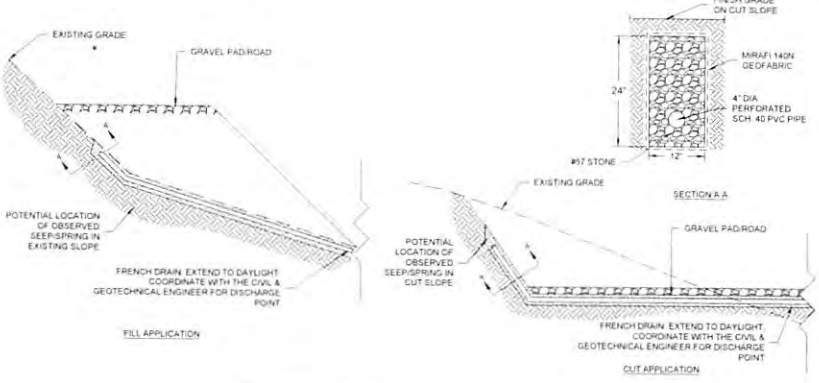 EXISTING GRADE
GRAVEL PAD/ROAD
POTENTIAL LOCATION
OF OBSERVED
SEEP/SPRING IN
EXISTING SLOPE
FRENCH DRAIN. EXTEND TO DAYLIGHT.
COORDINATE WITH THE CIVIL &
GEOTECHNICAL ENGINEER FOR DISCHARGE
POINT
FILL APPLICATION
FINISH GRADE
ON CUT SLOPE
MIRAFI 140N
GEOFABRIC
24"
4" DIA
PERFORATED
SCH. 40 PVC PIPE
#57 STONE
12"
SECTION A A
EXISTING GRADE
GRAVEL PAD/ROAD
POTENTIAL
LOCATION OF
OBSERVED
SEEP/SPRING IN
CUT SLOPE
FRENCH DRAIN. EXTEND TO DAYLIGHT.
COORDINATE WITH THE CIVIL &
GEOTECHNICAL ENGINEER FOR DISCHARGE
POINT
CUT APPLICATION